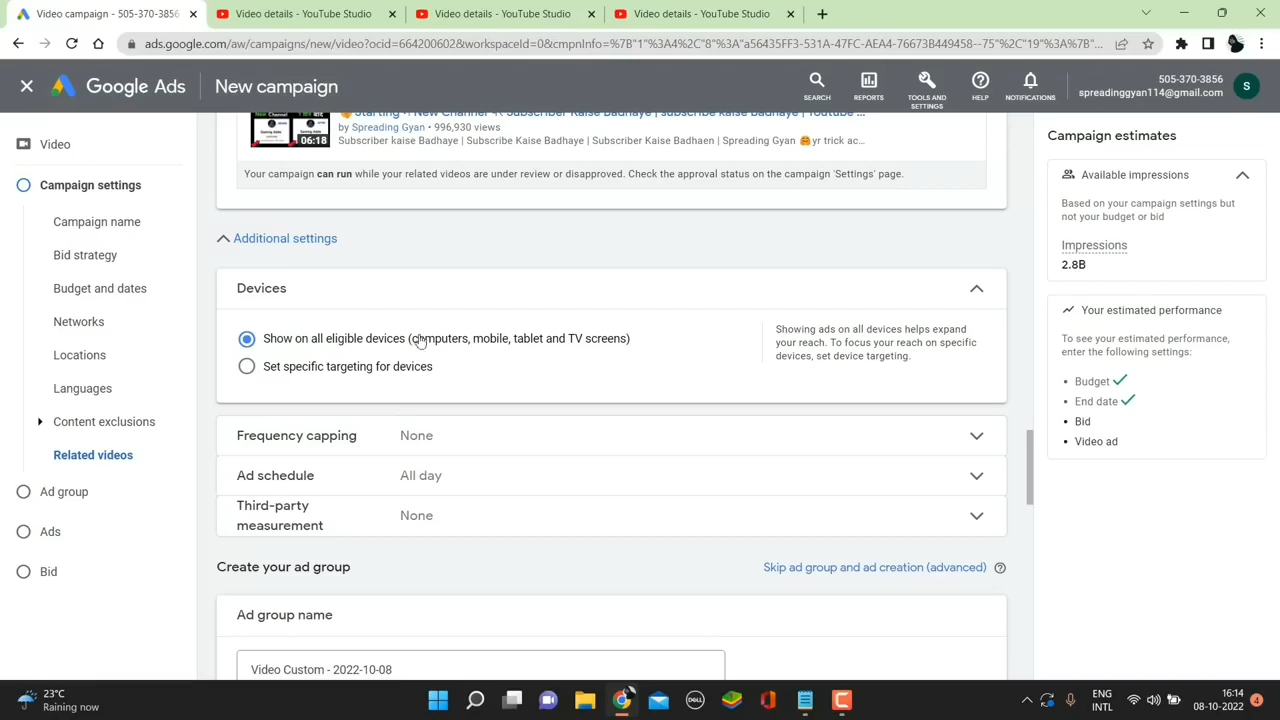 Video campaign - 505-370-3856
Video details - YouTube Studio
Video details - YouTube Studio
Video details - YouTube Studio
ads.google.com/aw/campaigns/new/video?ocid=664200602&workspaceId=0&cmpnInfo=%7B"1"%3A4%2C"8"%3A"a56435FF3-531A-47FC-AEA4-76673B449458--75"%2C"19"%3A%7B"...
Google Ads
New campaign
SEARCH
REPORTS
TOOLS AND
SETTINGS
HELP
NOTIFICATIONS
505-370-3856
spreadinggyan114@gmail.com
S
Video
Campaign settings
Campaign name
Bid strategy
Budget and dates
Networks
Locations
Languages
Content exclusions
Related videos
Ad group
Ads
Bid
06:18
by Spreading Gyan • 996,930 views
Subscriber kaise Badhaye | Subscribe Kaise Badhaye | Subscriber Kaise Badhaen | Spreading Gyan 🤗yr trick ac...
Your campaign can run while your related videos are under review or disapproved. Check the approval status on the campaign 'Settings' page.
Additional settings
Devices
Show on all eligible devices (computers, mobile, tablet and TV screens)
Set specific targeting for devices
Showing ads on all devices helps expand
your reach. To focus your reach on specific
devices, set device targeting.
Frequency capping None
Ad schedule All day
Third-party
measurement None
Create your ad group
Skip ad group and ad creation (advanced)
Ad group name
Video Custom - 2022-10-08
Campaign estimates
Available impressions
Based on your campaign settings but
not your budget or bid
Impressions
2.8B
Your estimated performance
To see your estimated performance,
enter the following settings:
• Budget
• End date
• Bid
• Video ad
23°C
Raining now
DELL
ENG
INTL
16:14
08-10-2022
4